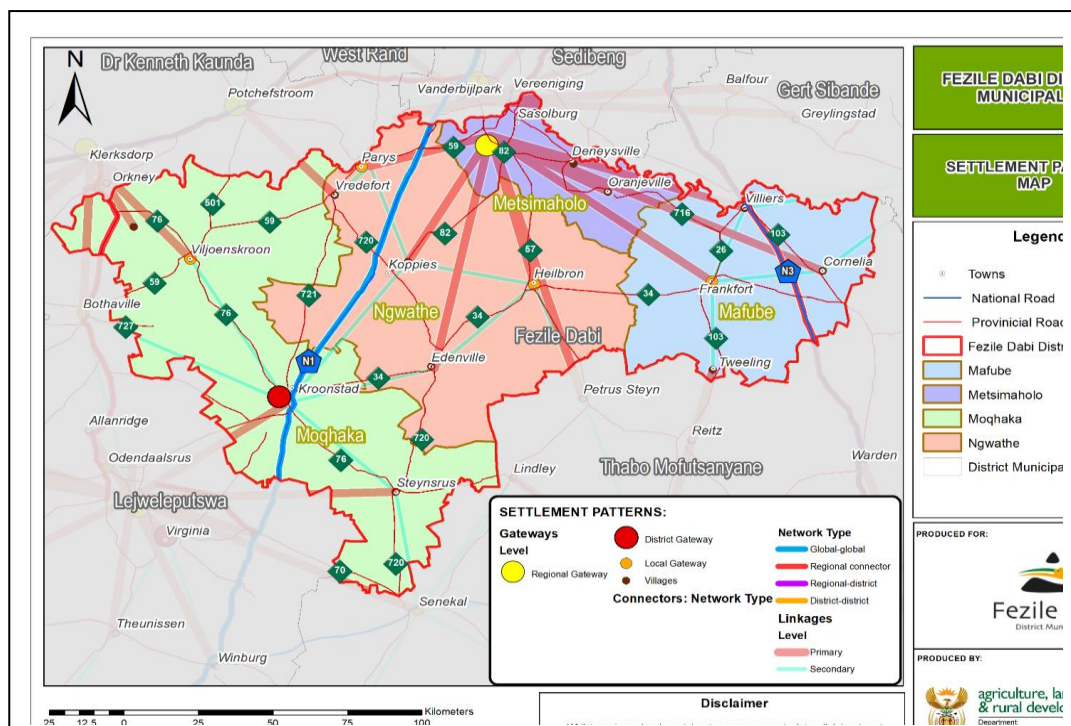 N
Dr Kenneth Kaunda
West Rand
Sedibeng
Gert Sibande
Potchefstroom
Vanderbijlpark
Vereeniging
Balfour
Greylingstad
Klerksdorp
Orkney
Sasolburg
Parys
Vredefort
Deneysville
Oranjeville
Villiers
Metsimaholo
501
59
76
59
82
716
103
26
Viljoenskroon
720
82
57
Koppies
Heilbron
Cornelia
N3
Frankfort
Mafube
59
Bothaville
727
76
721
Ngwathe
34
34
Fezile Dabi
103
Tweeling
N1
Edenville
34
Kroonstad
Petrus Steyn
Allanridge
Moqhaka
720
Reitz
Odendaalsrus
76
Lindley
Thabo Mofutsanyane
Warden
Lejweleputswa
Steynsrus
Virginia
70
720
Senekal
Theunissen
Winburg
SETTLEMENT PATTERNS:
Gateways
Level
Regional Gateway
District Gateway
Local Gateway
Villages
Connectors: Network Type
Network Type
Global-global
Regional connector
Regional-district
District-district
Linkages
Level
Primary
Secondary
25 12.5 0 25 50 75 100
Kilometers
Disclaimer
FEZILE DABI DI
MUNICIPAL
SETTLEMENT PA
MAP
Legend
Towns
National Road
Provinicial Road
Fezile Dabi Distri
Mafube
Metsimaholo
Moqhaka
Ngwathe
District Municipa
PRODUCED FOR:
Fezile
District Mun
PRODUCED BY:
agriculture, la
& rural develo
Department: